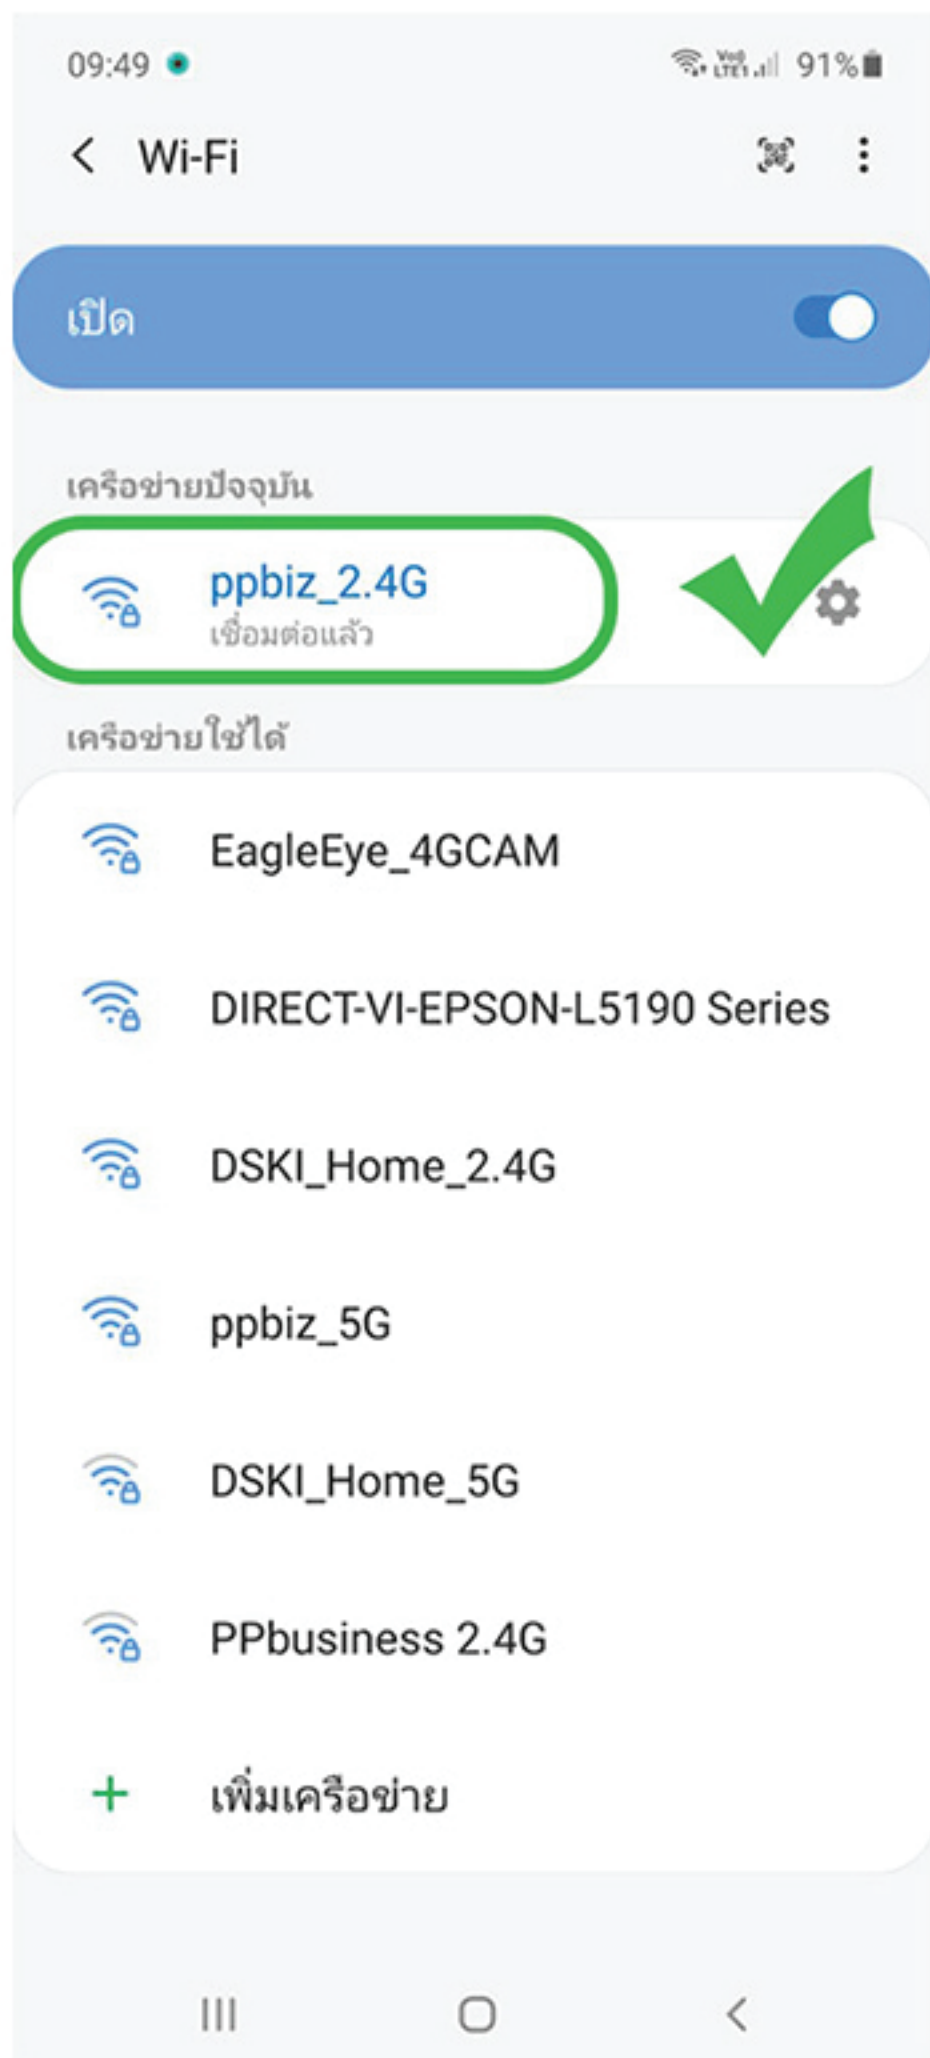 09:49 Vo)) LTE1 91%
Wi-Fi
เปิด
เครือข่ายปัจจุบัน
ppbiz_2.4G
เชื่อมต่อแล้ว
เครือข่ายใช้ได้
EagleEye_4GCAM
DIRECT-VI-EPSON-L5190 Series
DSKI_Home_2.4G
ppbiz_5G
DSKI_Home_5G
PPbusiness 2.4G
เพิ่มเครือข่าย